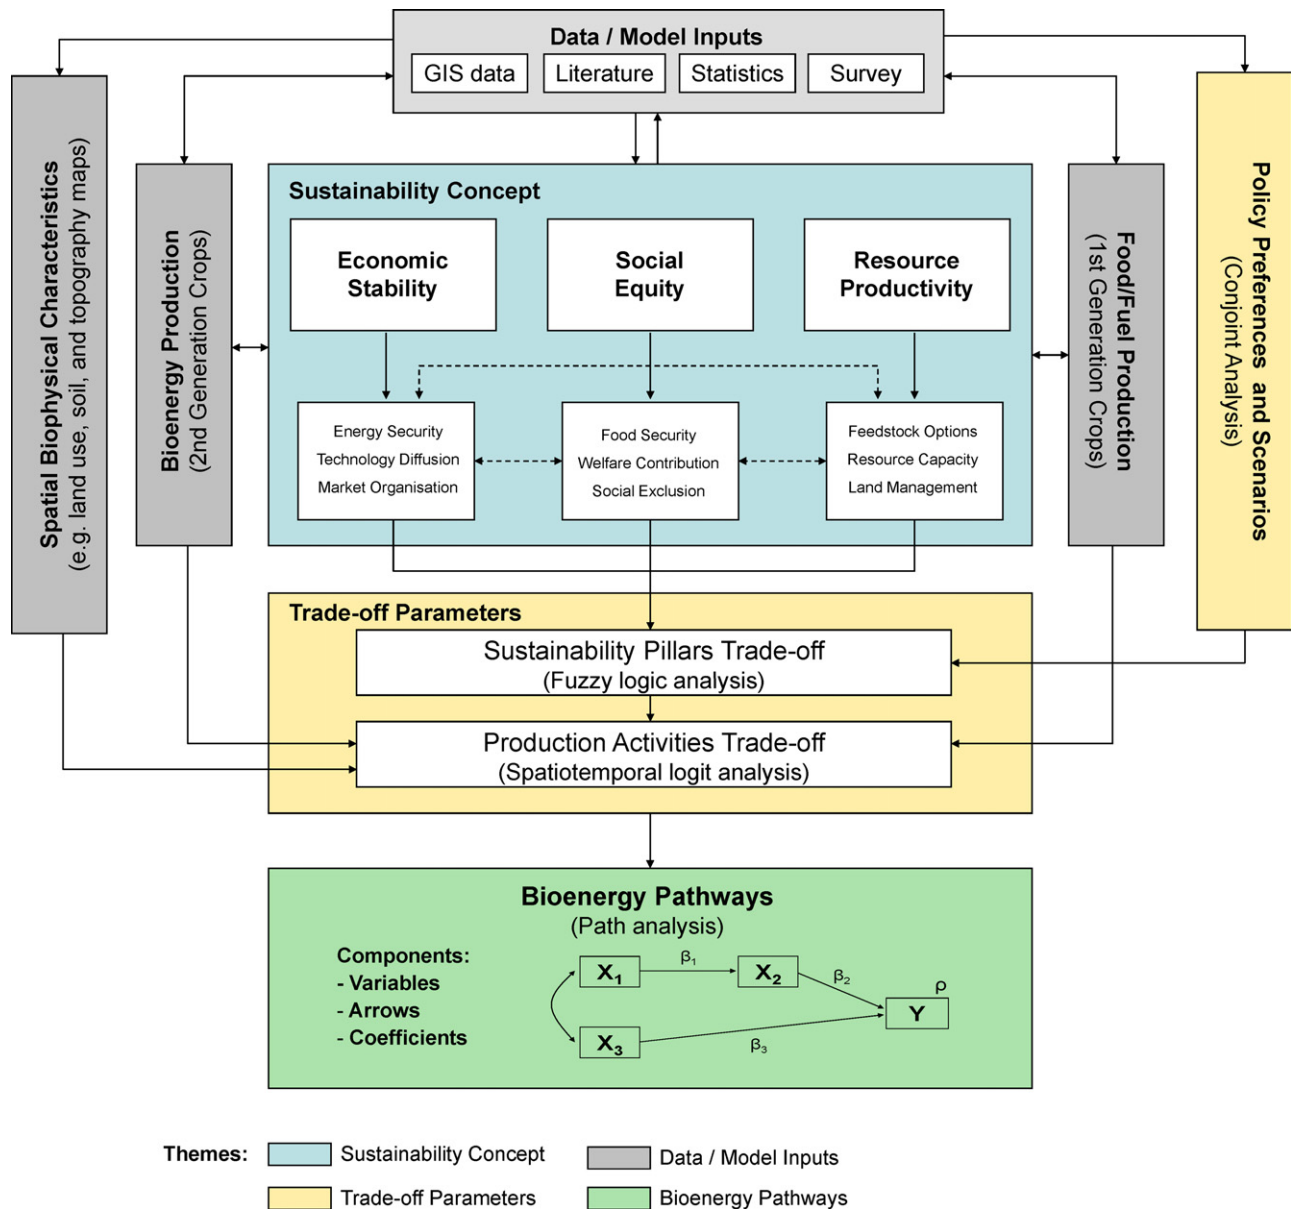 Data / Model Inputs
GIS data
Literature
Statistics
Survey
Spatial Biophysical Characteristics
(e.g. land use, soil, and topography maps)
Bioenergy Production
(2nd Generation Crops)
Sustainability Concept
Economic
Stability
Social
Equity
Resource
Productivity
Energy Security
Technology Diffusion
Market Organisation
Food Security
Welfare Contribution
Social Exclusion
Feedstock Options
Resource Capacity
Land Management
Food/Fuel Production
(1st Generation Crops)
Policy Preferences and Scenarios
(Conjoint Analysis)
Trade-off Parameters
Sustainability Pillars Trade-off
(Fuzzy logic analysis)
Production Activities Trade-off
(Spatiotemporal logit analysis)
Bioenergy Pathways
(Path analysis)
Components:
- Variables
- Arrows
- Coefficients
X₁
β₁
X₂
β₂
ρ
Y
X₃
β₃
Themes:
Sustainability Concept
Data / Model Inputs
Trade-off Parameters
Bioenergy Pathways